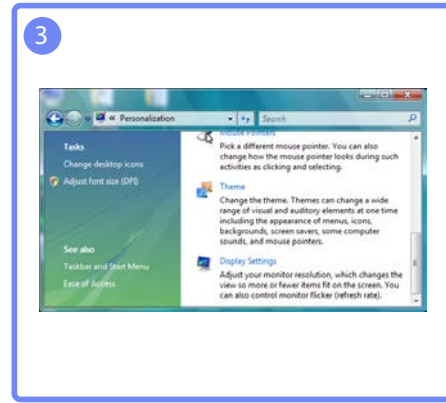 3
« Personalization
Search
Tasks
Change desktop icons
Adjust font size (DPI)
See also
Taskbar and Start Menu
Ease of Access
Mouse Pointers
Pick a different mouse pointer. You can also
change how the mouse pointer looks during such
activities as clicking and selecting.
Theme
Change the theme. Themes can change a wide
range of visual and auditory elements at one time
including the appearance of menus, icons,
backgrounds, screen savers, some computer
sounds, and mouse pointers.
Display Settings
Adjust your monitor resolution, which changes the
view so more or fewer items fit on the screen. You
can also control monitor flicker (refresh rate).